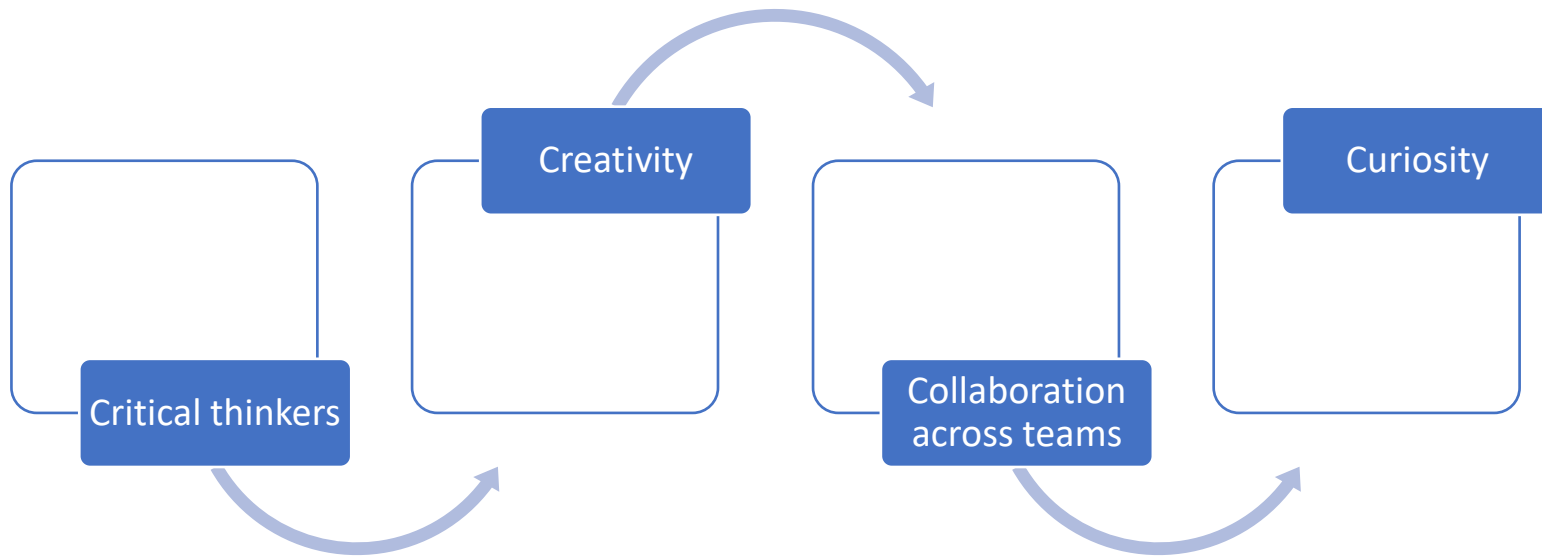 Critical thinkers
Creativity
Collaboration
across teams
Curiosity